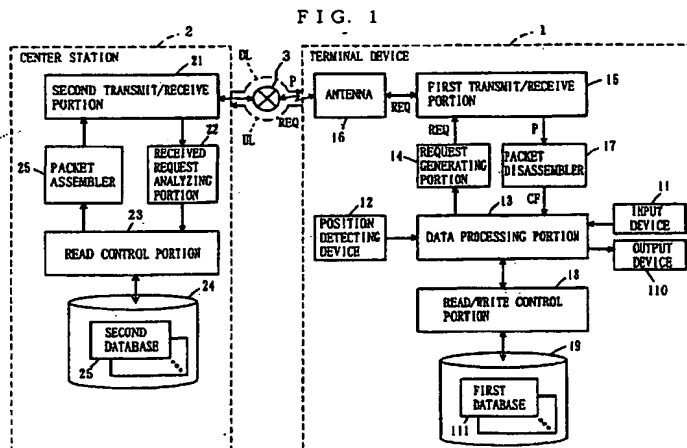 FIG. 1
2
CENTER STATION
21
SECOND TRANSMIT/RECEIVE
PORTION
25
PACKET
ASSEMBLER
22
RECEIVED
REQUEST
ANALYZING
PORTION
23
READ CONTROL PORTION
24
SECOND
DATABASE
25
DL
3
P
UL
REQ
1
TERMINAL DEVICE
ANTENNA
16
REQ
FIRST TRANSMIT/RECEIVE
PORTION
15
REQ
P
14
REQUEST
GENERATING
PORTION
PACKET
DISASSEMBLER
17
CF
12
POSITION
DETECTING
DEVICE
13
DATA PROCESSING PORTION
11
INPUT
DEVICE
OUTPUT
DEVICE
110
18
READ/WRITE CONTROL
PORTION
19
FIRST
DATABASE
111